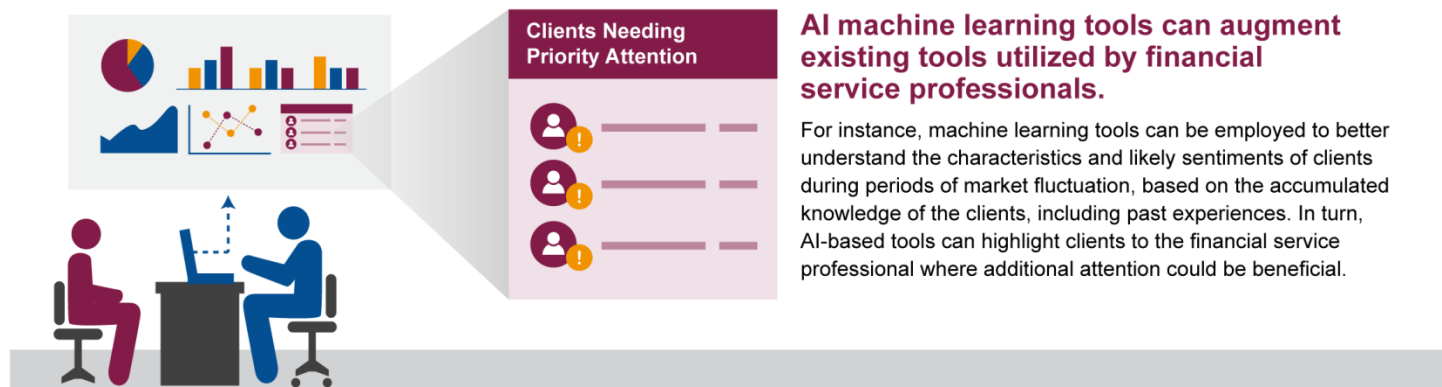 Clients Needing
Priority Attention
!
!
!
AI machine learning tools can augment
existing tools utilized by financial
service professionals.
For instance, machine learning tools can be employed to better
understand the characteristics and likely sentiments of clients
during periods of market fluctuation, based on the accumulated
knowledge of the clients, including past experiences. In turn,
AI-based tools can highlight clients to the financial service
professional where additional attention could be beneficial.